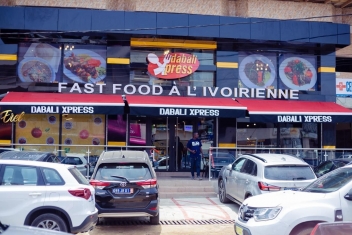 dabali
xpress
FAST FOOD À L' IVOIRIENNE
DABALI XPRESS
DABALI XPRESS
DABALI XPRESS